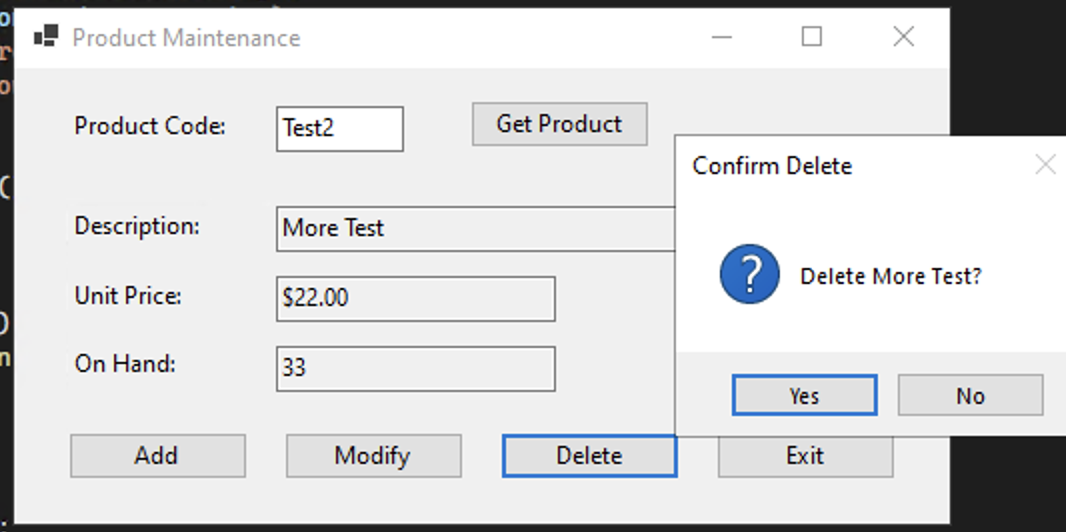 Product Maintenance
Product Code: Test2 Get Product
Confirm Delete
Description: More Test
Delete More Test?
Unit Price: $22.00
On Hand: 33
Yes No
Add Modify Delete Exit